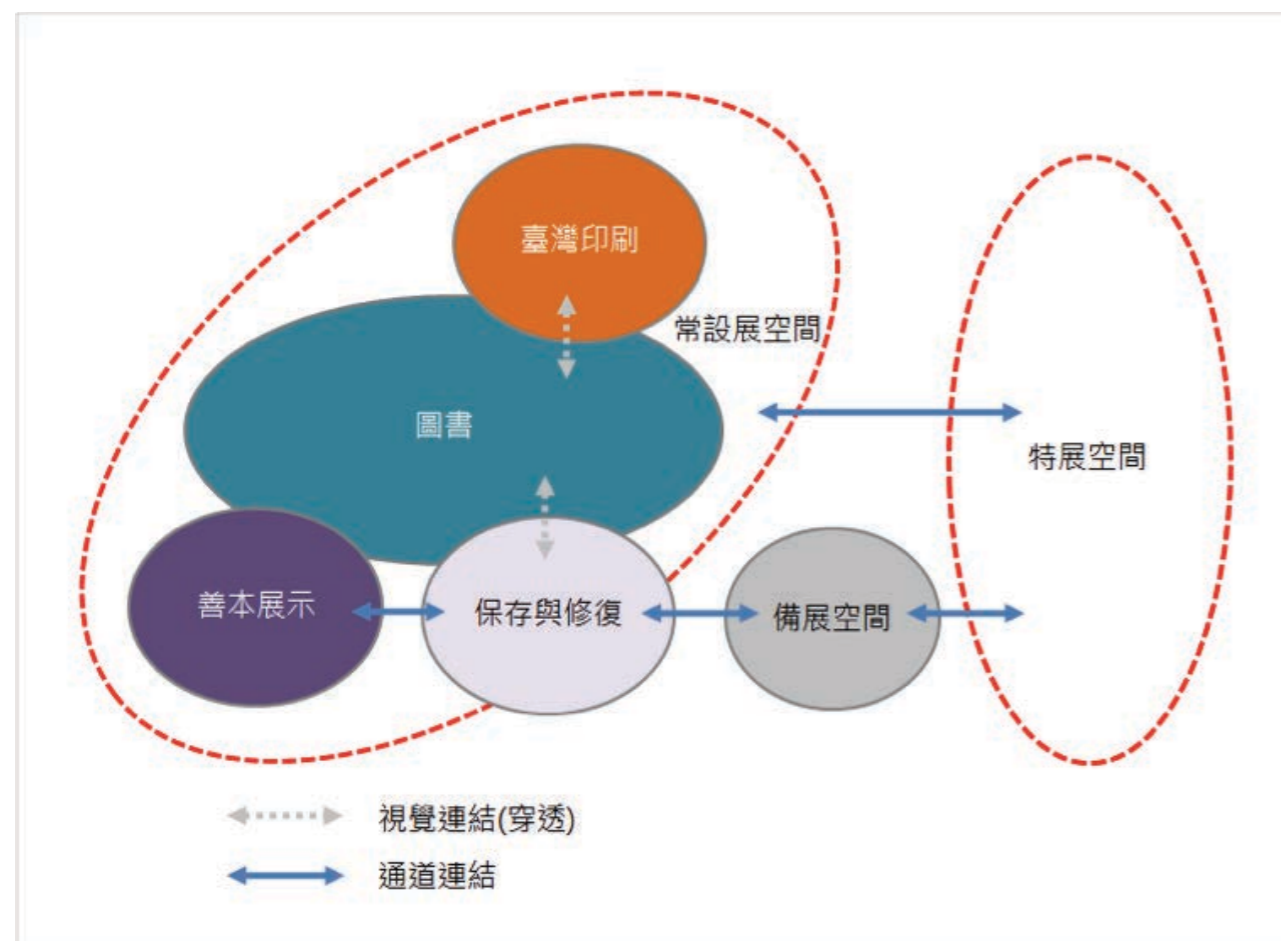 臺灣印刷
常設展空間
圖書
特展空間
善本展示
保存與修復
備展空間
視覺連結(穿透)
通道連結